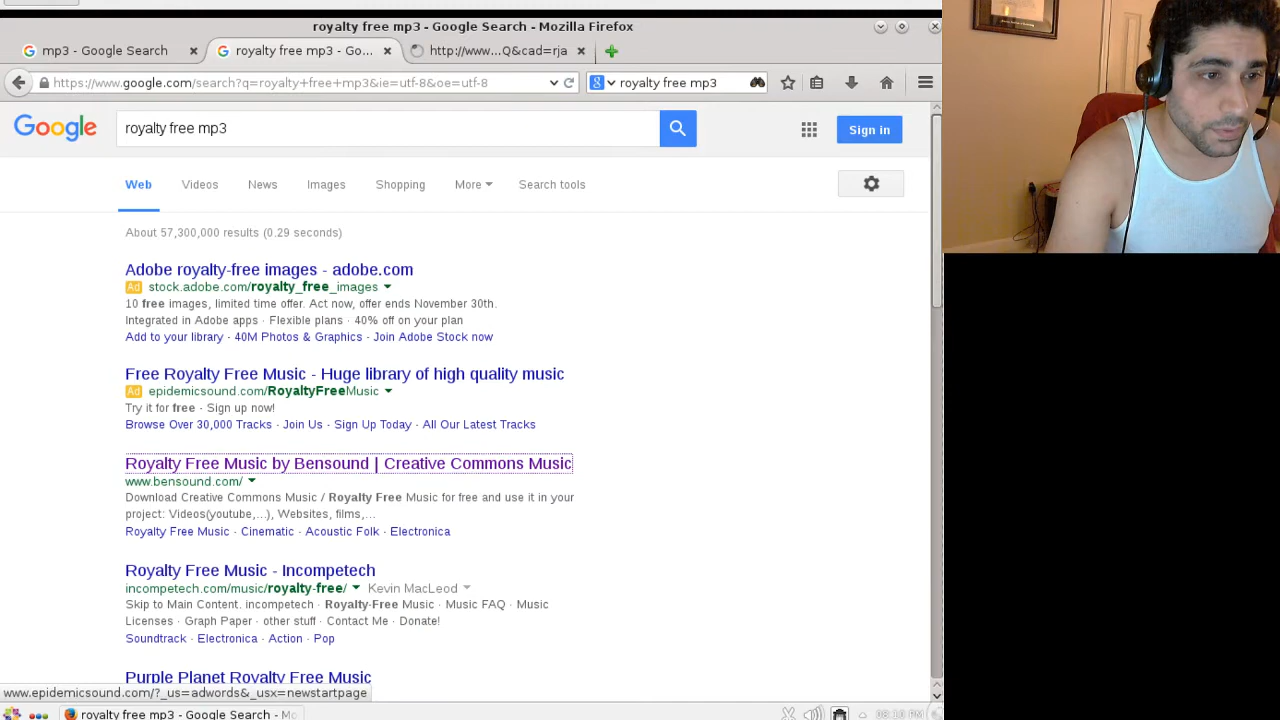 royalty free mp3 - Google Search - Mozilla Firefox
mp3 - Google Search
royalty free mp3 - Go...
http://www...Q&cad=rja
https://www.google.com/search?q=royalty+free+mp3&ie=utf-8&oe=utf-8
royalty free mp3
Google
royalty free mp3
Sign in
Web Videos News Images Shopping More Search tools
About 57,300,000 results (0.29 seconds)
Adobe royalty-free images - adobe.com
Ad stock.adobe.com/royalty_free_images
10 free images, limited time offer. Act now, offer ends November 30th.
Integrated in Adobe apps · Flexible plans · 40% off on your plan
Add to your library - 40M Photos & Graphics - Join Adobe Stock now
Free Royalty Free Music - Huge library of high quality music
Ad epidemicsound.com/RoyaltyFreeMusic
Try it for free - Sign up now!
Browse Over 30,000 Tracks - Join Us - Sign Up Today - All Our Latest Tracks
Royalty Free Music by Bensound | Creative Commons Music
www.bensound.com/
Download Creative Commons Music / Royalty Free Music for free and use it in your
project: Videos(youtube,...), Websites, films,...
Royalty Free Music - Cinematic - Acoustic Folk - Electronica
Royalty Free Music - Incompetech
incompetech.com/music/royalty-free/ Kevin MacLeod
Skip to Main Content. incompetech · Royalty-Free Music · Music FAQ · Music
Licenses · Graph Paper · other stuff · Contact Me · Donate!
Soundtrack - Electronica - Action - Pop
Purple Planet Royalty Free Music
www.epidemicsound.com/?_us=adwords&_usx=newstartpage
royalty free mp3 - Google Search - Mo
08:10 PM